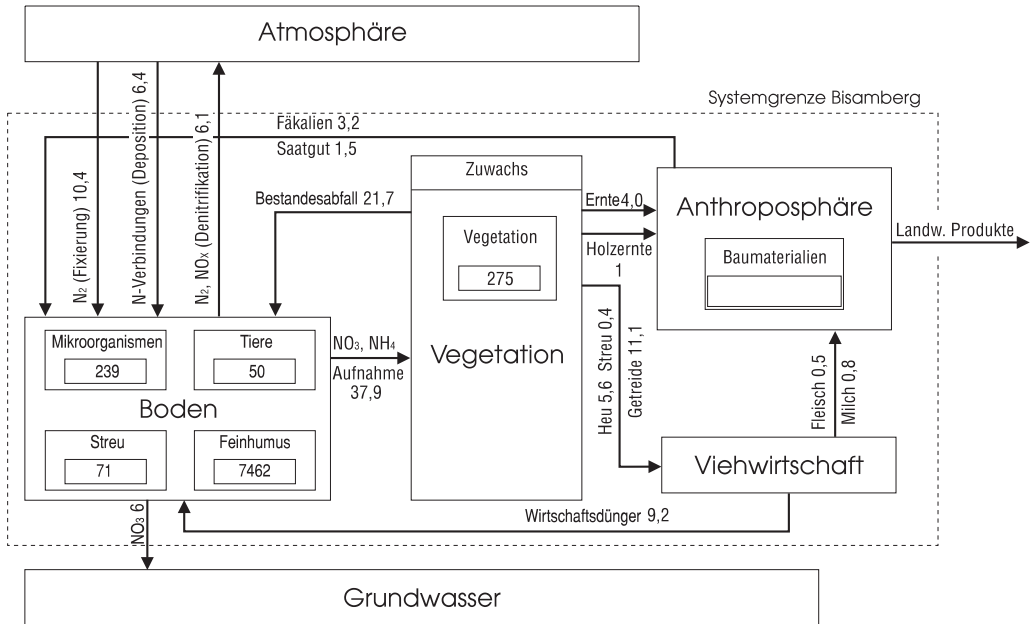 Atmosphäre
Systemgrenze Bisamberg
N₂ (Fixierung) 10,4
N-Verbindungen (Deposition) 6,4
N₂, NOₓ (Denitrifikation) 6,1
Fäkalien 3,2
Saatgut 1,5
Bestandesabfall 21,7
Zuwachs
Vegetation
275
Vegetation
Ernte4,0
Holzernte
1
Heu 5,6 Streu 0,4
Getreide 11,1
Anthroposphäre
Baumaterialien
Landw. Produkte
Mikroorganismen
239
Tiere
50
Boden
Streu
71
Feinhumus
7462
NO₃, NH₄
Aufnahme
37,9
Fleisch 0,5
Milch 0,8
Viehwirtschaft
Wirtschaftsdünger 9,2
NO₃ 6
Grundwasser